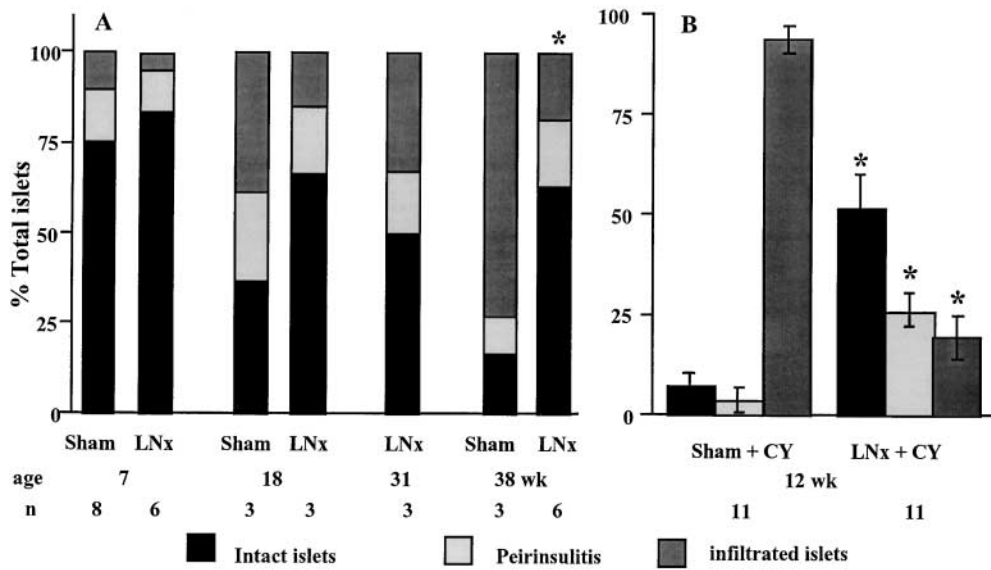 A
B
% Total islets
100
75
50
25
0
*
Sham LNx Sham LNx LNx Sham LNx
age 7 18 31 38 wk
n 8 6 3 3 3 3 6
100
75
50
25
0
* * *
Sham + CY LNx + CY
12 wk
11 11
Intact islets Peirinsulitis infiltrated islets